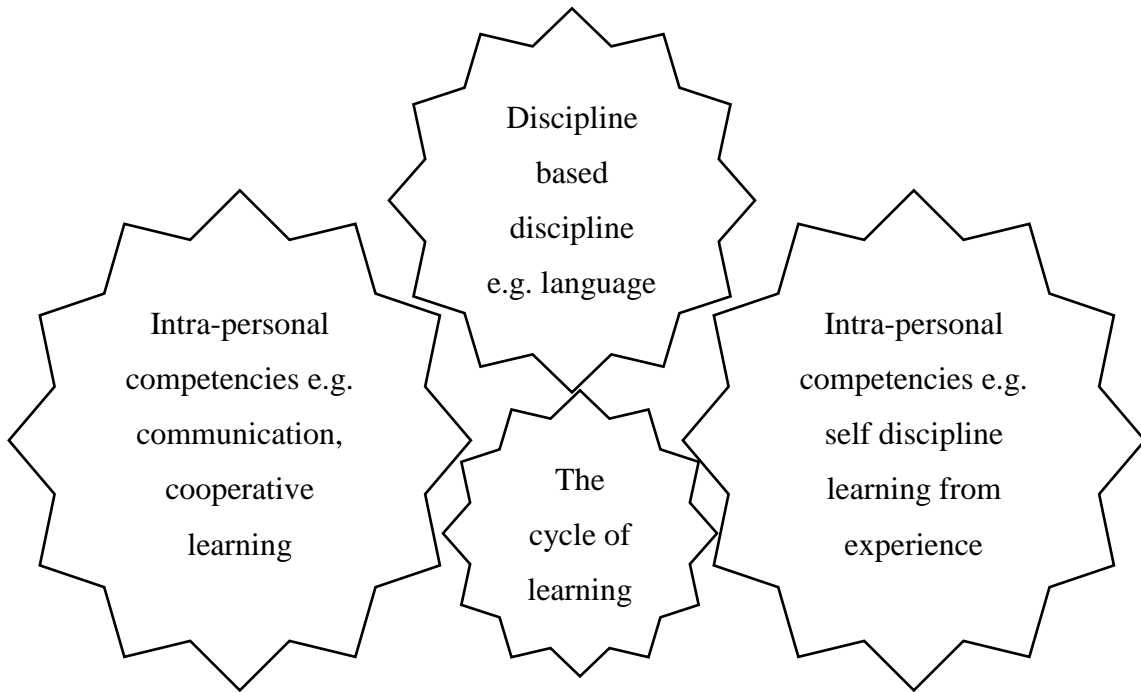 Discipline
based
discipline
e.g. language
Intra-personal
competencies e.g.
communication,
cooperative
learning
The
cycle of
learning
Intra-personal
competencies e.g.
self discipline
learning from
experience